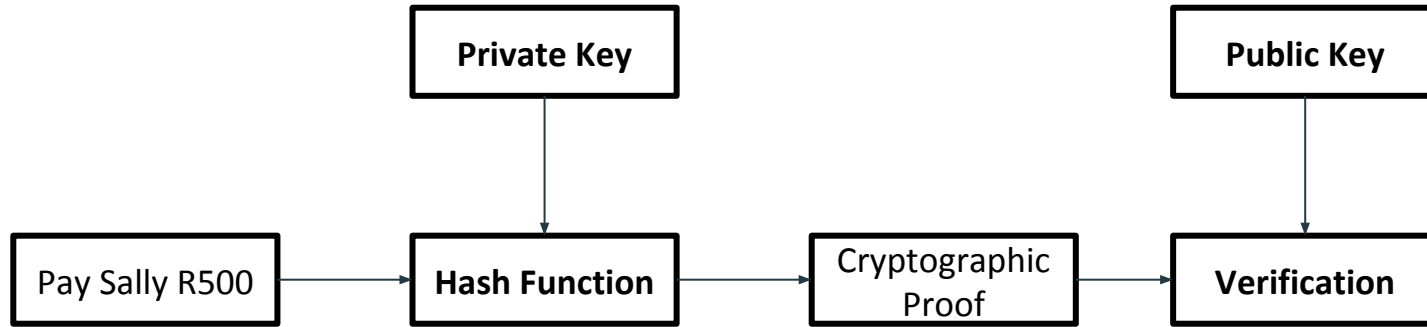 Private Key
Public Key
Pay Sally R500
Hash Function
Cryptographic
Proof
Verification